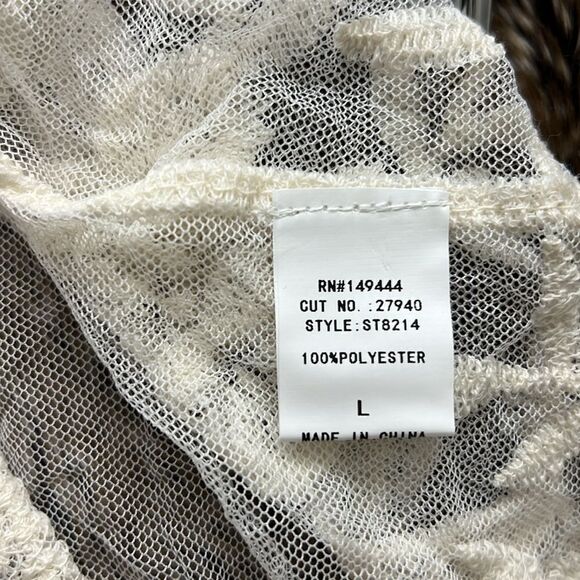 RN#149444
CUT NO. :27940
STYLE:ST8214
100%POLYESTER
L
MADE IN CHINA